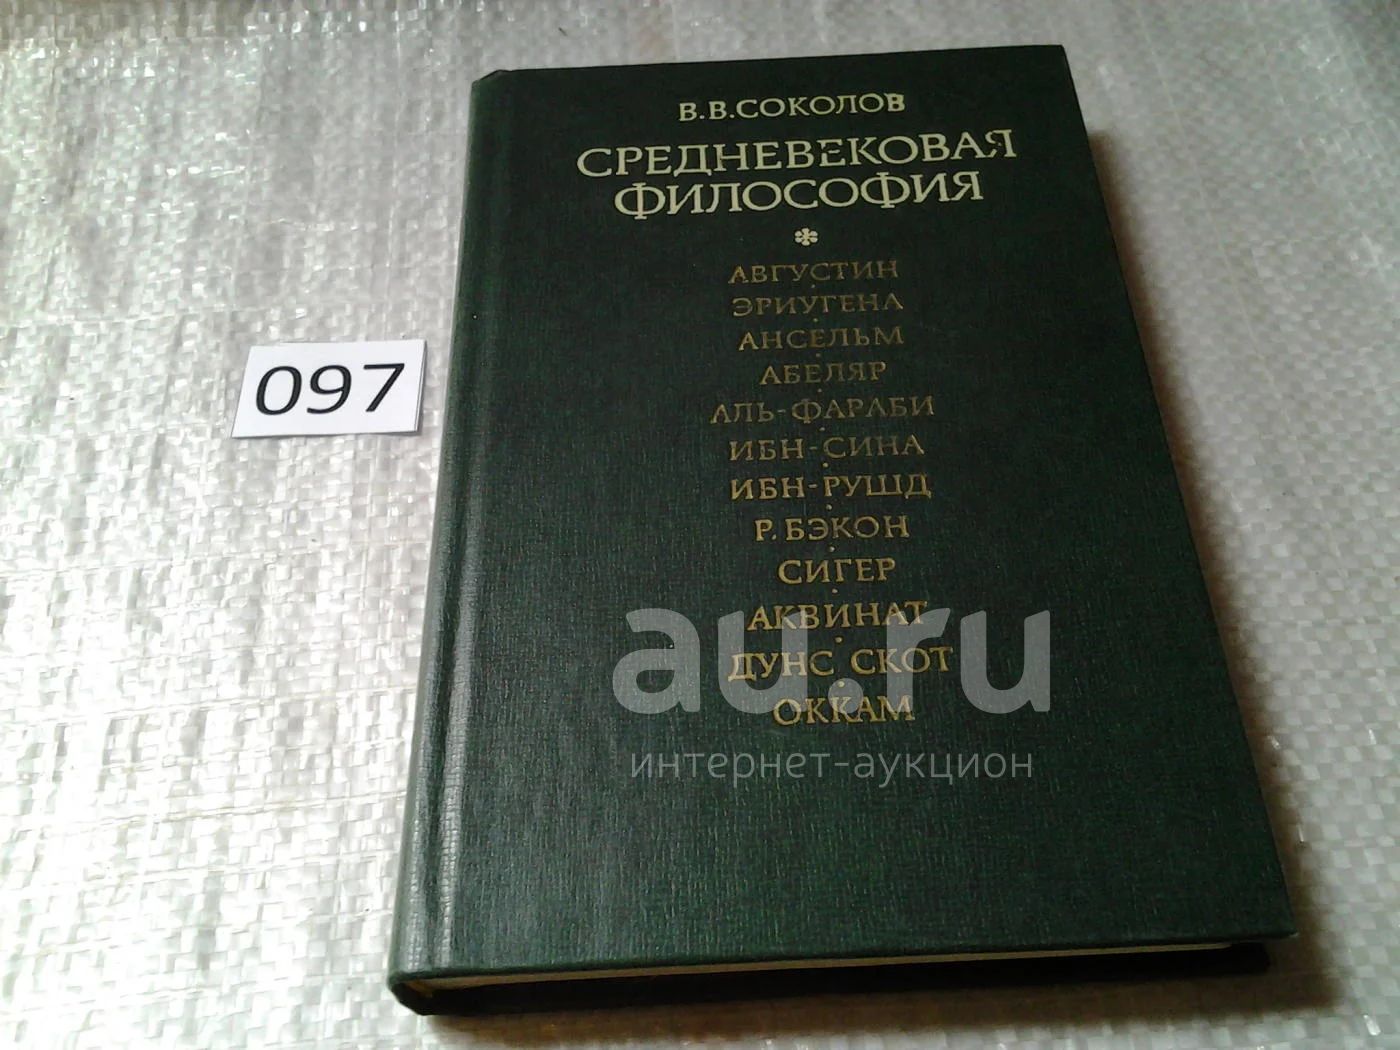 В.В.СОКОЛОВ
СРЕДНЕВЕКОВАЯ
ФИЛОСОФИЯ
АВГУСТИН
ЭРИУГЕНА
АНСЕЛЬМ
АБЕЛЯР
АЛЬ-ФАРАБИ
ИБН-СИНА
ИБН-РУШД
Р. БЭКОН
СИГЕР
АКВИНАТ
ДУНС СКОТ
ОККАМ
097
au.ru
интернет-аукцион